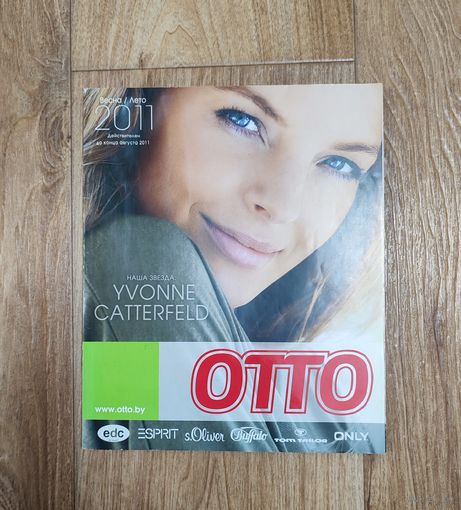 Весна / Лето
2011
Действителен
до конца августа 2011
НАША ЗВЕЗДА:
YVONNE
CATTERFELD
OTTO
www.otto.by
edc ESPRIT s.Oliver Buffalo TOM TAILOR ONLY